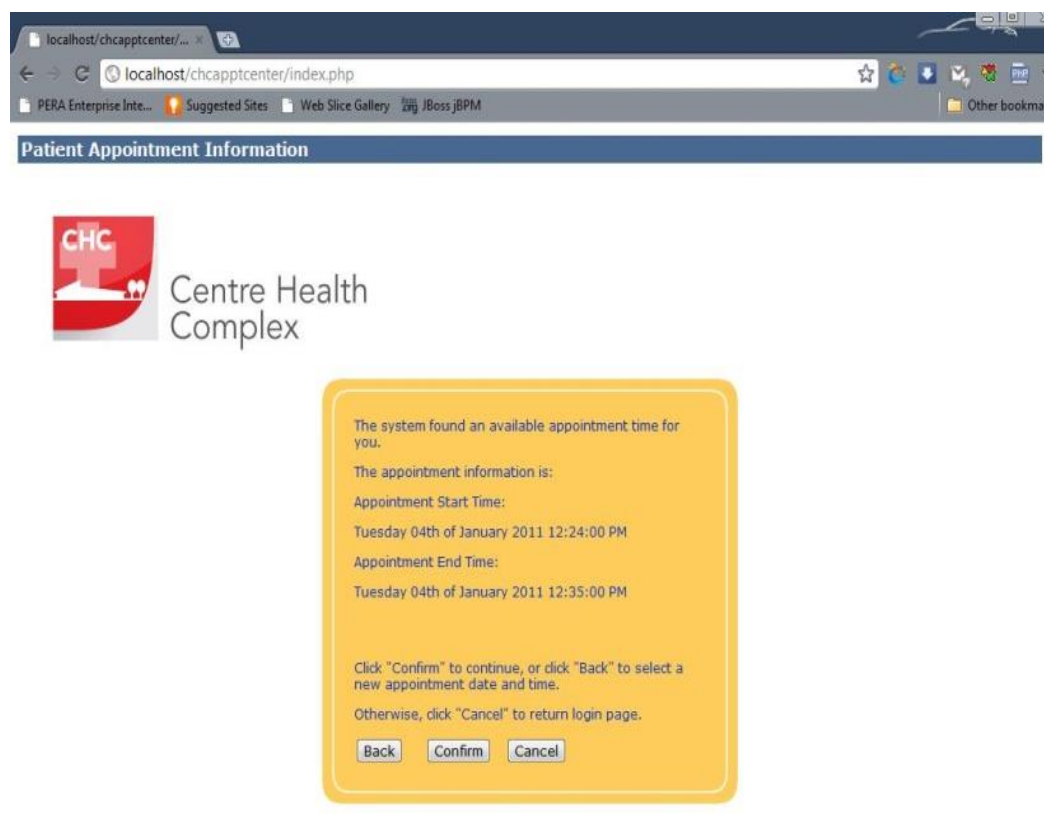 localhost/chcapptcenter/...
localhost/chcapptcenter/index.php
PERA Enterprise Inte... Suggested Sites Web Slice Gallery JBoss jBPM Other bookma
Patient Appointment Information
CHC
Centre Health
Complex
The system found an available appointment time for
you.
The appointment information is:
Appointment Start Time:
Tuesday 04th of January 2011 12:24:00 PM
Appointment End Time:
Tuesday 04th of January 2011 12:35:00 PM
Click "Confirm" to continue, or click "Back" to select a
new appointment date and time.
Otherwise, click "Cancel" to return login page.
Back Confirm Cancel